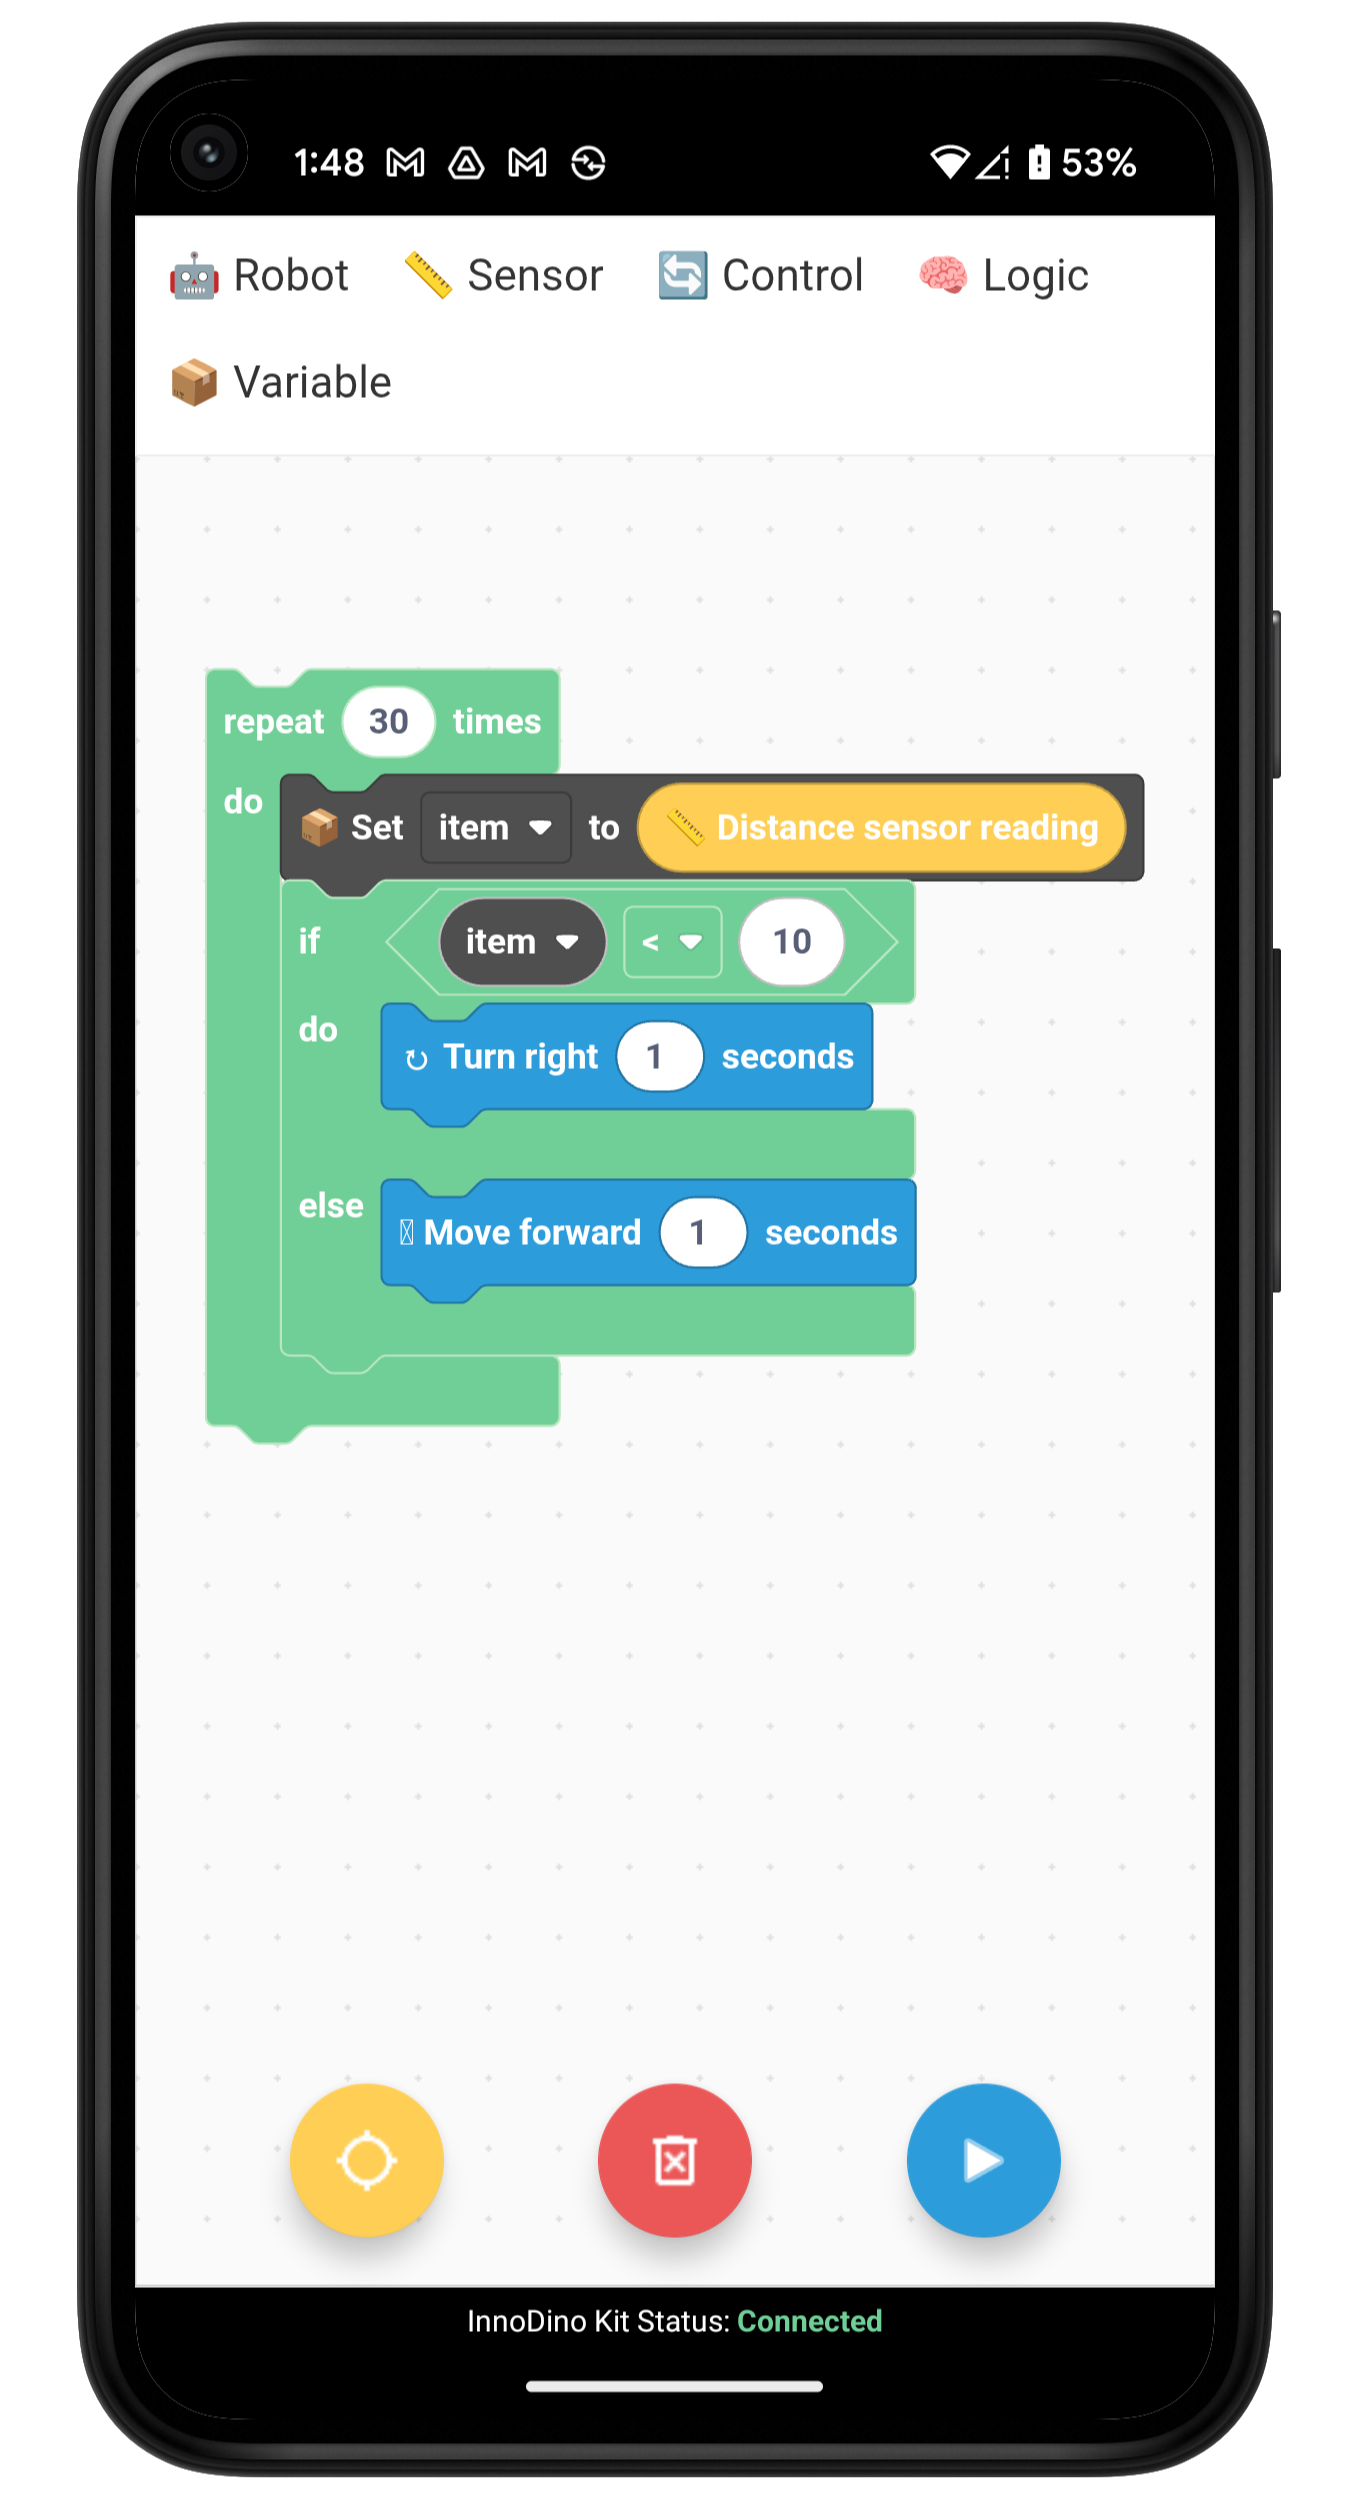 1:48 53%
🤖 Robot 📏 Sensor 🔄 Control 🧠 Logic
📦 Variable
repeat 30 times
do 📦 Set item to 📏 Distance sensor reading
if item < 10
do ↻ Turn right 1 seconds
else Move forward 1 seconds
InnoDino Kit Status: Connected